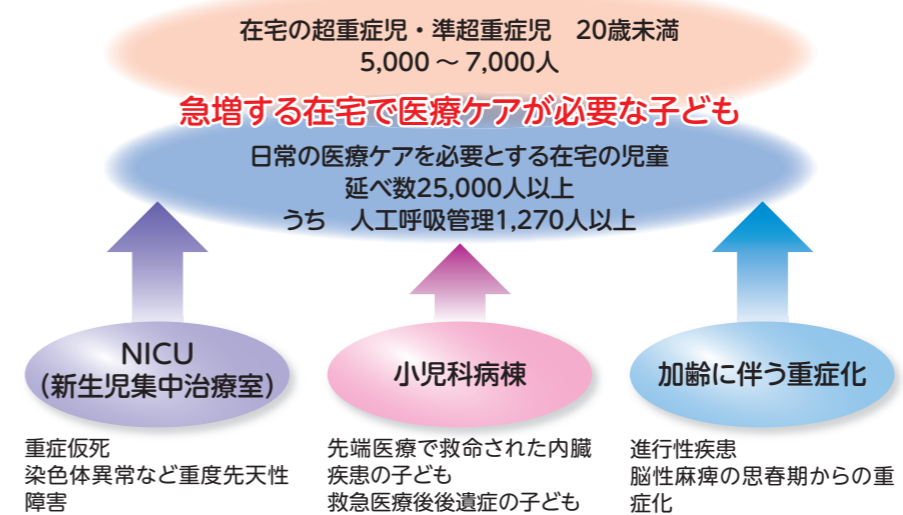 在宅の超重症児・準超重症児　20歳未満
5,000 ～ 7,000人
急増する在宅で医療ケアが必要な子ども
日常の医療ケアを必要とする在宅の児童
延べ数25,000人以上
うち　人工呼吸管理1,270人以上
NICU
（新生児集中治療室）
重症仮死
染色体異常など重度先天性
障害
小児科病棟
先端医療で救命された内臓
疾患の子ども
救急医療後後遺症の子ども
加齢に伴う重症化
進行性疾患
脳性麻痺の思春期からの重
症化